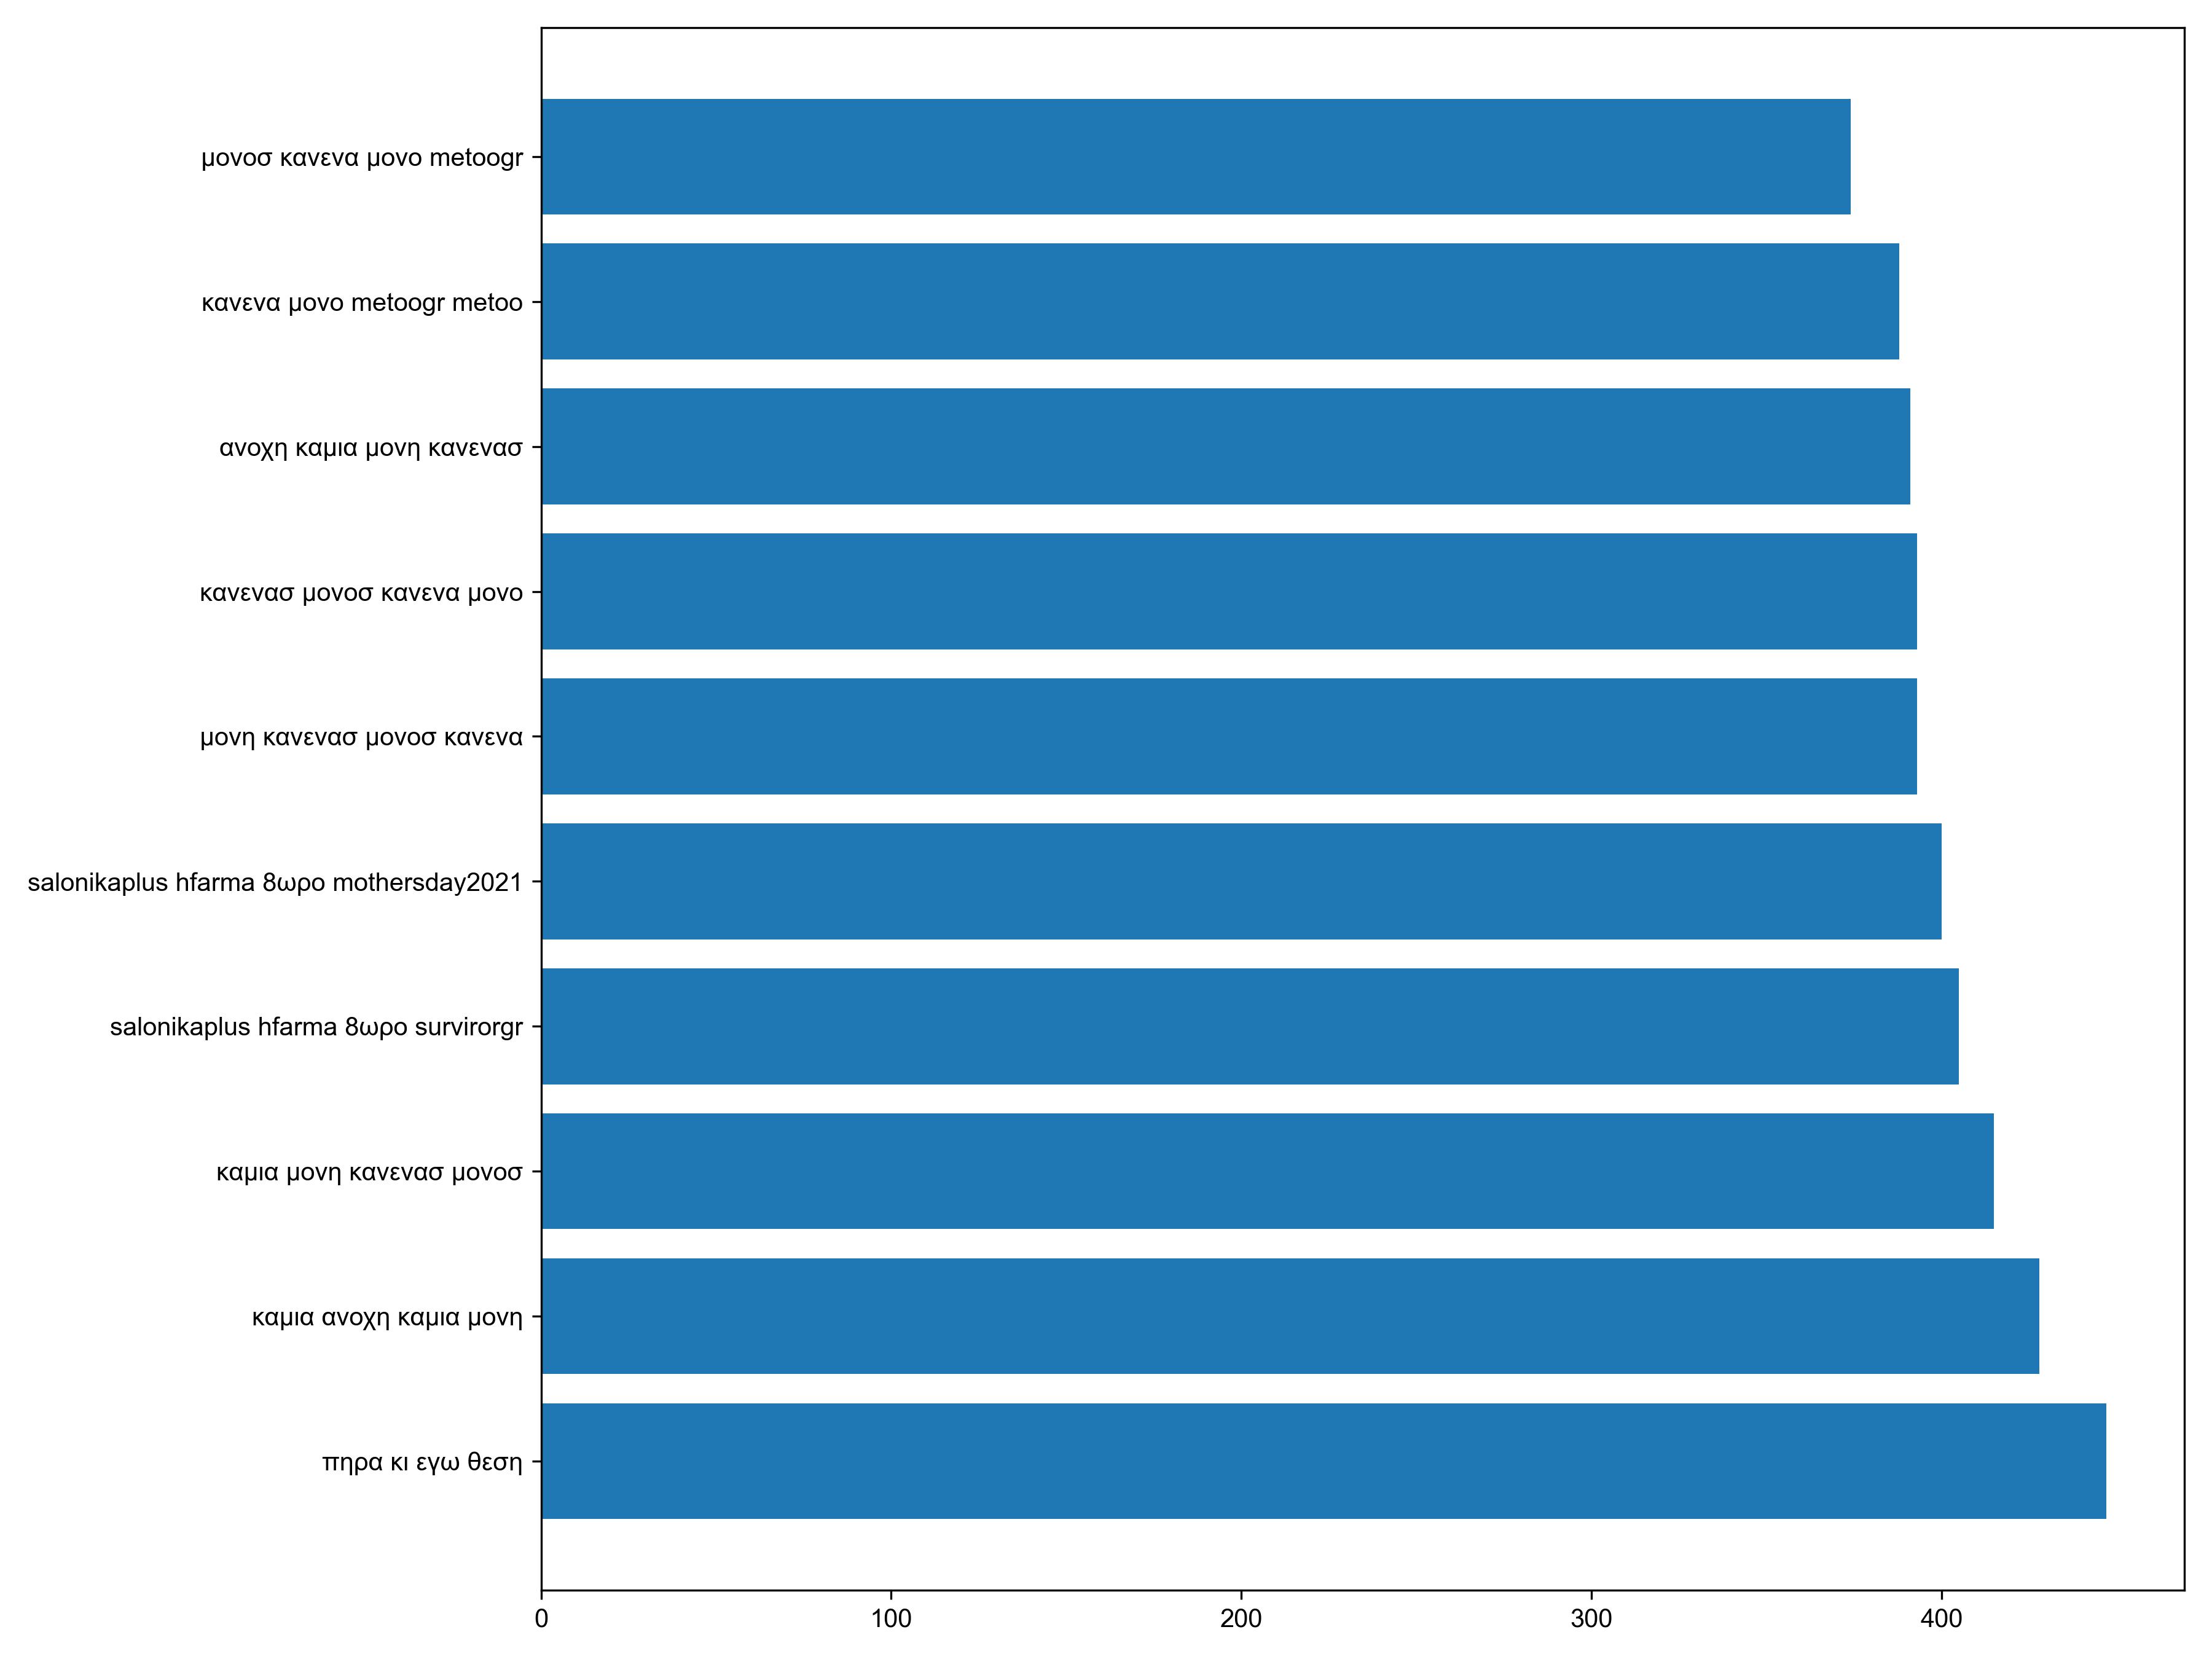 μονοσ κανενα μονο metoogr
κανενα μονο metoogr metoo
ανοχη καμια μονη κανενασ
κανενασ μονοσ κανενα μονο
μονη κανενασ μονοσ κανενα
salonikaplus hfarma 8ωρο mothersday2021
salonikaplus hfarma 8ωρο survirorgr
καμια μονη κανενασ μονοσ
καμια ανοχη καμια μονη
πηρα κι εγω θεση
0 100 200 300 400